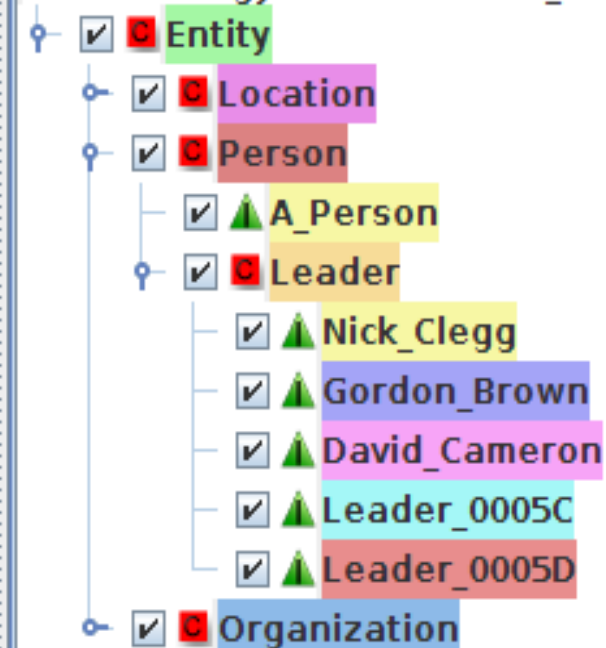 C Entity
C Location
C Person
A_Person
C Leader
Nick_Clegg
Gordon_Brown
David_Cameron
Leader_0005C
Leader_0005D
C Organization